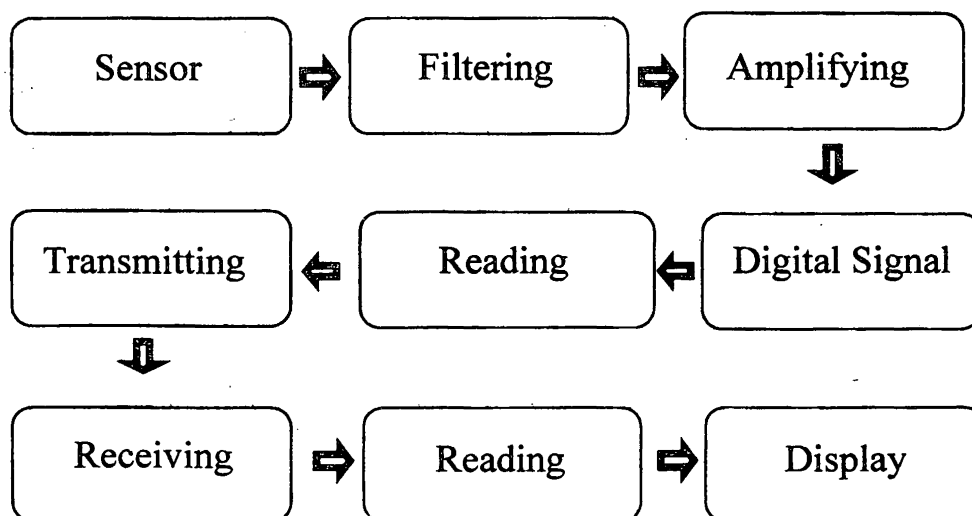 Sensor
Filtering
Amplifying
Digital Signal
Reading
Transmitting
Receiving
Reading
Display